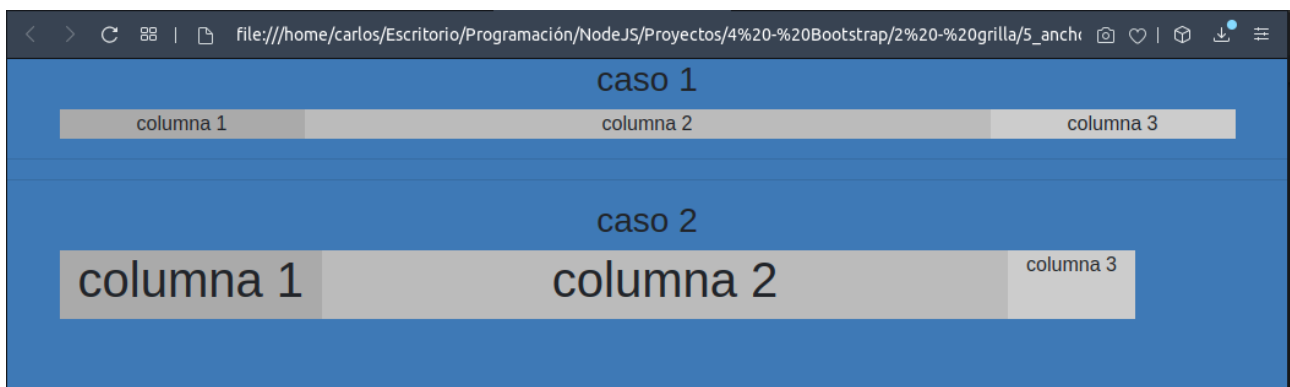 file:///home/carlos/Escritorio/Programación/NodeJS/Proyectos/4%20-%20Bootstrap/2%20-%20grilla/5_ancho
caso 1
columna 1 columna 2 columna 3
caso 2
columna 1 columna 2 columna 3